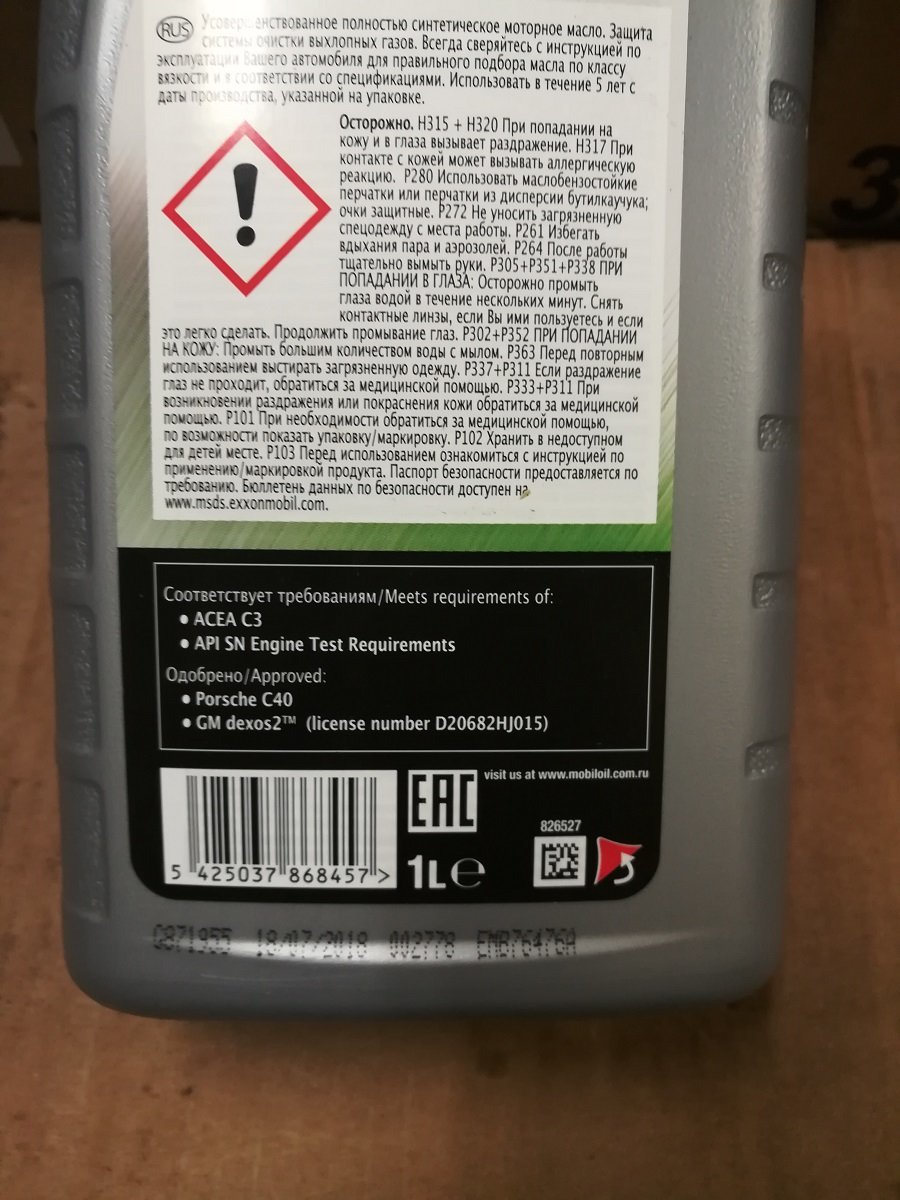 RUS Усовершенствованное полностью синтетическое моторное масло. Защита
системы очистки выхлопных газов. Всегда сверяйтесь с инструкцией по
эксплуатации Вашего автомобиля для правильного подбора масла по классу
вязкости и в соответствии со спецификациями. Использовать в течение 5 лет с
даты производства, указанной на упаковке.
Осторожно. H315 + H320 При попадании на
кожу и в глаза вызывает раздражение. H317 При
контакте с кожей может вызывать аллергическую
реакцию. P280 Использовать маслобензостойкие
перчатки или перчатки из дисперсии бутилкаучука;
очки защитные. P272 Не уносить загрязненную
спецодежду с места работы. P261 Избегать
вдыхания пара и аэрозолей. P264 После работы
тщательно вымыть руки. P305+P351+P338 ПРИ
ПОПАДАНИИ В ГЛАЗА: Осторожно промыть
глаза водой в течение нескольких минут. Снять
контактные линзы, если Вы ими пользуетесь и если
это легко сделать. Продолжить промывание глаз. P302+P352 ПРИ ПОПАДАНИИ
НА КОЖУ: Промыть большим количеством воды с мылом. P363 Перед повторным
использованием выстирать загрязненную одежду. P337+P311 Если раздражение
глаз не проходит, обратиться за медицинской помощью. P333+P311 При
возникновении раздражения или покраснения кожи обратиться за медицинской
помощью. P101 При необходимости обратиться за медицинской помощью,
по возможности показать упаковку/маркировку. P102 Хранить в недоступном
для детей месте. P103 Перед использованием ознакомиться с инструкцией по
применению/маркировкой продукта. Паспорт безопасности предоставляется по
требованию. Бюллетень данных по безопасности доступен на
www.msds.exxonmobil.com.
Соответствует требованиям/Meets requirements of:
• ACEA C3
• API SN Engine Test Requirements
Одобрено/Approved:
• Porsche C40
• GM dexos2™ (license number D20682HJ015)
visit us at www.mobiloil.com.ru
EAC
826527
1L ℮
5 425037 868457 >
G871955 18/07/2018 002778 EMB76476A
3